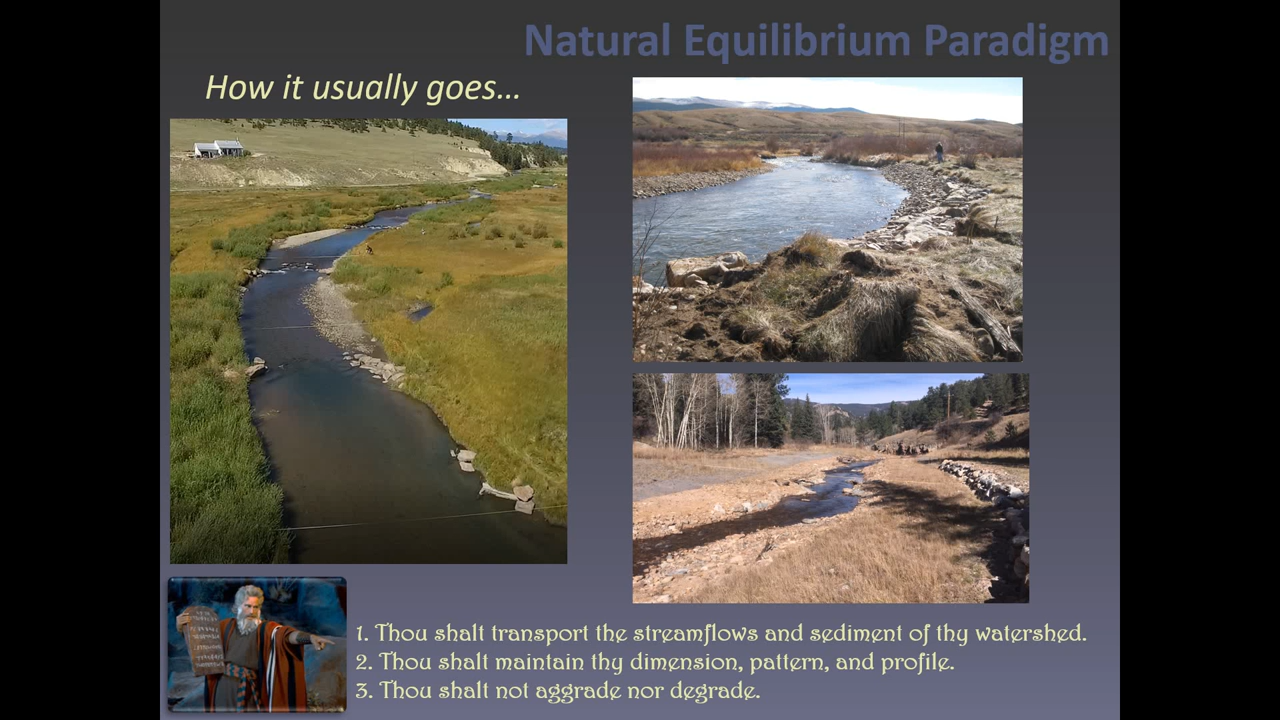 Natural Equilibrium Paradigm
How it usually goes…
1. Thou shalt transport the streamflows and sediment of thy watershed.
2. Thou shalt maintain thy dimension, pattern, and profile.
3. Thou shalt not aggrade nor degrade.